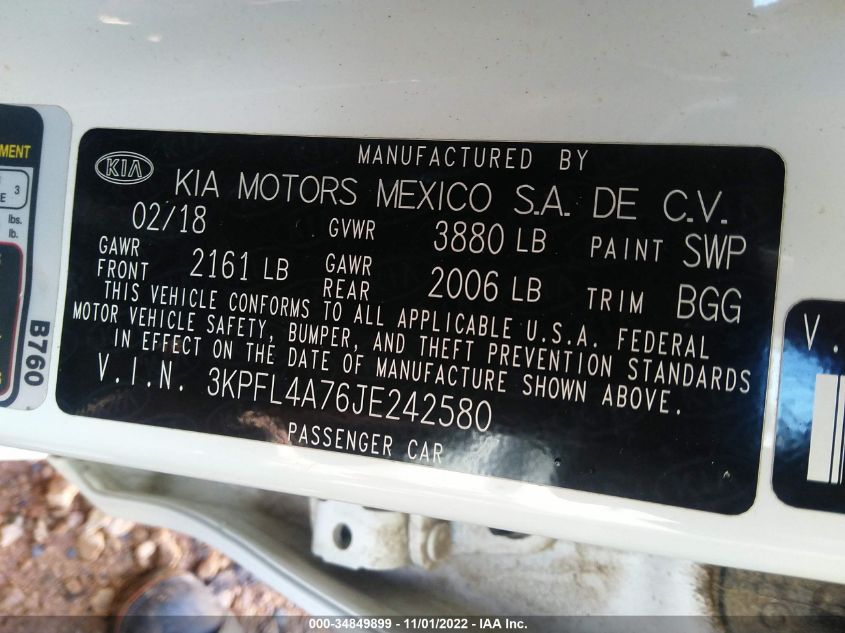 MENT
3
E
lbs.
lb.
B760
KIA
MANUFACTURED BY
KIA MOTORS MEXICO S.A. DE C.V.
02/18 GVWR 3880 LB PAINT SWP
GAWR FRONT 2161 LB GAWR REAR 2006 LB TRIM BGG
THIS VEHICLE CONFORMS TO ALL APPLICABLE U.S.A. FEDERAL
MOTOR VEHICLE SAFETY, BUMPER, AND THEFT PREVENTION STANDARDS
IN EFFECT ON THE DATE OF MANUFACTURE SHOWN ABOVE.
V.I.N. 3KPFL4A76JE242580
PASSENGER CAR
V.
000-34849899 - 11/01/2022 - IAA Inc.